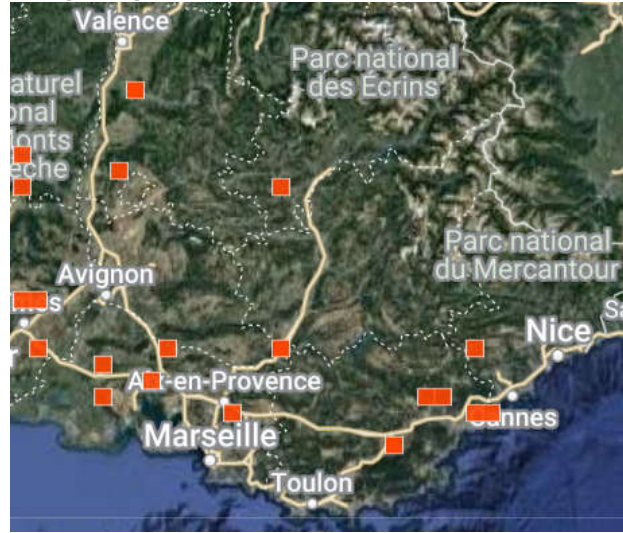 Valence
Parc national
des Écrins
aturel
onal
Monts
èche
Parc national
du Mercantour
Avignon
Nice
Aix-en-Provence
Cannes
Marseille
Toulon